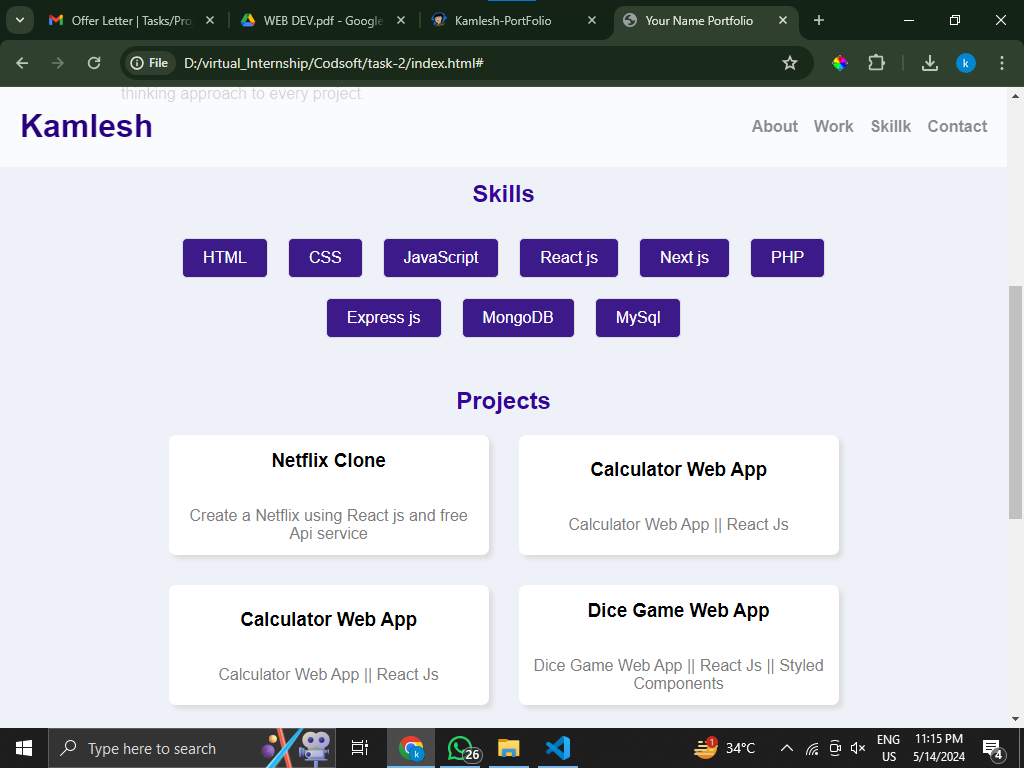 Offer Letter | Tasks/Pro
WEB DEV.pdf - Google
Kamlesh-PortFolio
Your Name Portfolio
File
D:/virtual_Internship/Codsoft/task-2/index.html#
k
thinking approach to every project.
Kamlesh
About Work Skillk Contact
Skills
HTML CSS JavaScript React js Next js PHP
Express js MongoDB MySql
Projects
Netflix Clone
Create a Netflix using React js and free
Api service
Calculator Web App
Calculator Web App || React Js
Calculator Web App
Calculator Web App || React Js
Dice Game Web App
Dice Game Web App || React Js || Styled
Components
Type here to search
k
26
1
34°C
ENG
US
11:15 PM
5/14/2024
4